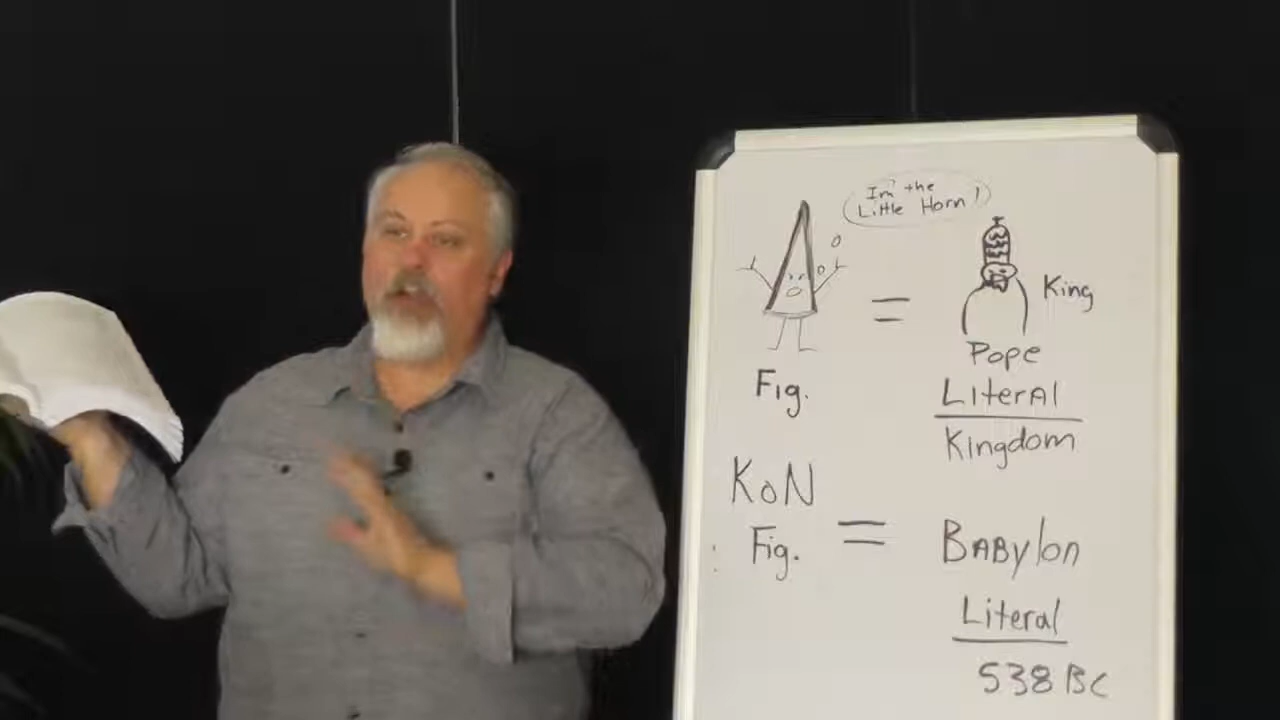 I'm the
Little Horn!
=
King
Pope
Fig.
Literal
Kingdom
KoN
Fig.
=
BABylon
Literal
538 BC